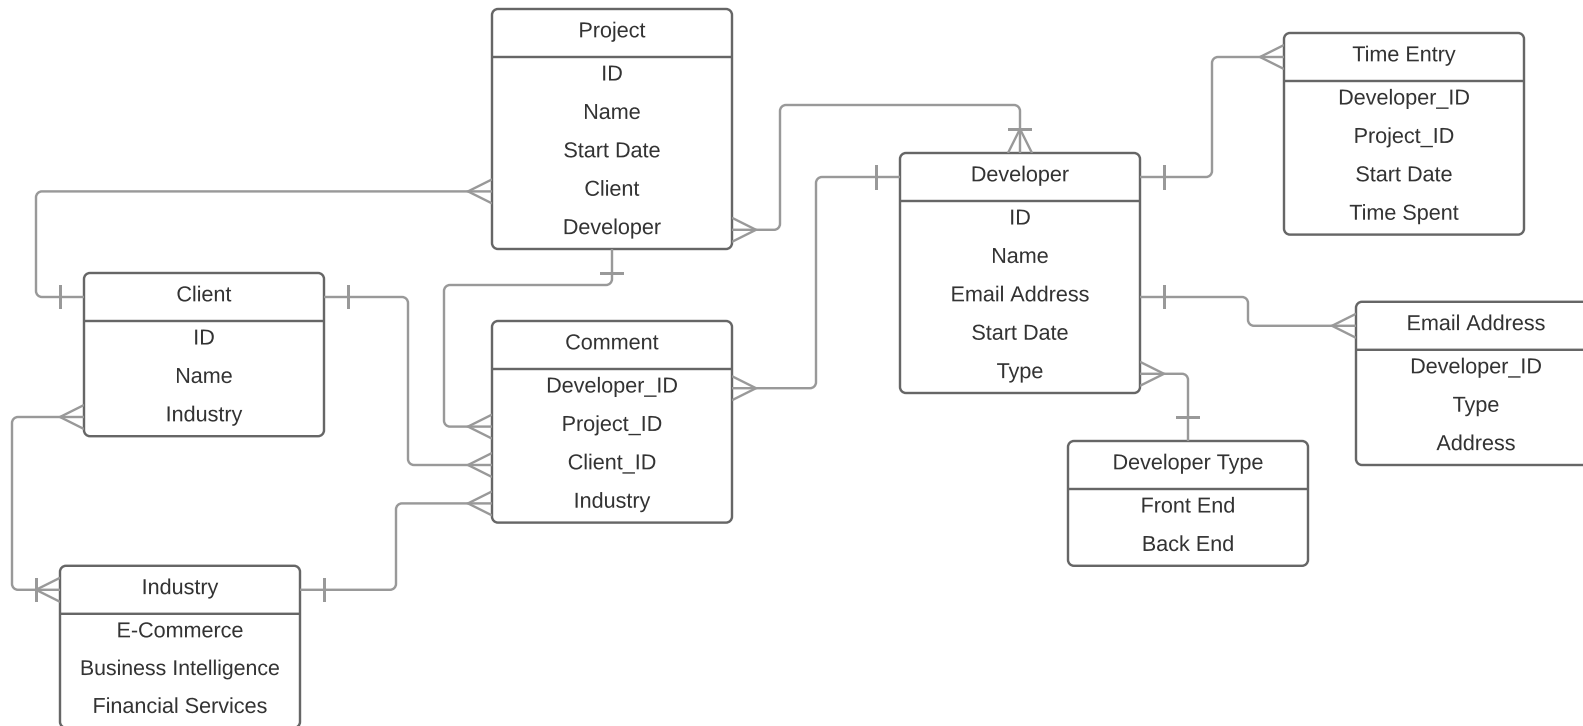 Project
ID
Name
Start Date
Client
Developer
Time Entry
Developer_ID
Project_ID
Start Date
Time Spent
Developer
ID
Name
Email Address
Start Date
Type
Client
ID
Name
Industry
Comment
Developer_ID
Project_ID
Client_ID
Industry
Email Address
Developer_ID
Type
Address
Developer Type
Front End
Back End
Industry
E-Commerce
Business Intelligence
Financial Services